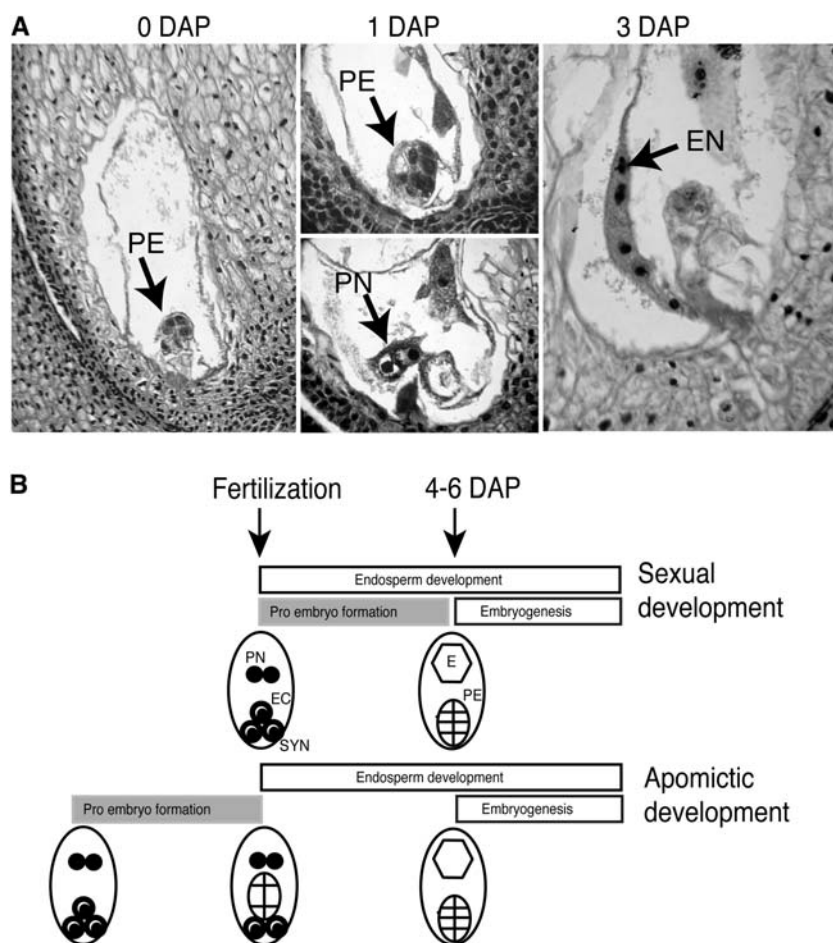 A
0 DAP
1 DAP
3 DAP
PE
PE
PN
EN
B
Fertilization
4-6 DAP
Endosperm development
Sexual
development
Pro embryo formation
Embryogenesis
PN
EC
SYN
E
PE
Endosperm development
Apomictic
development
Pro embryo formation
Embryogenesis